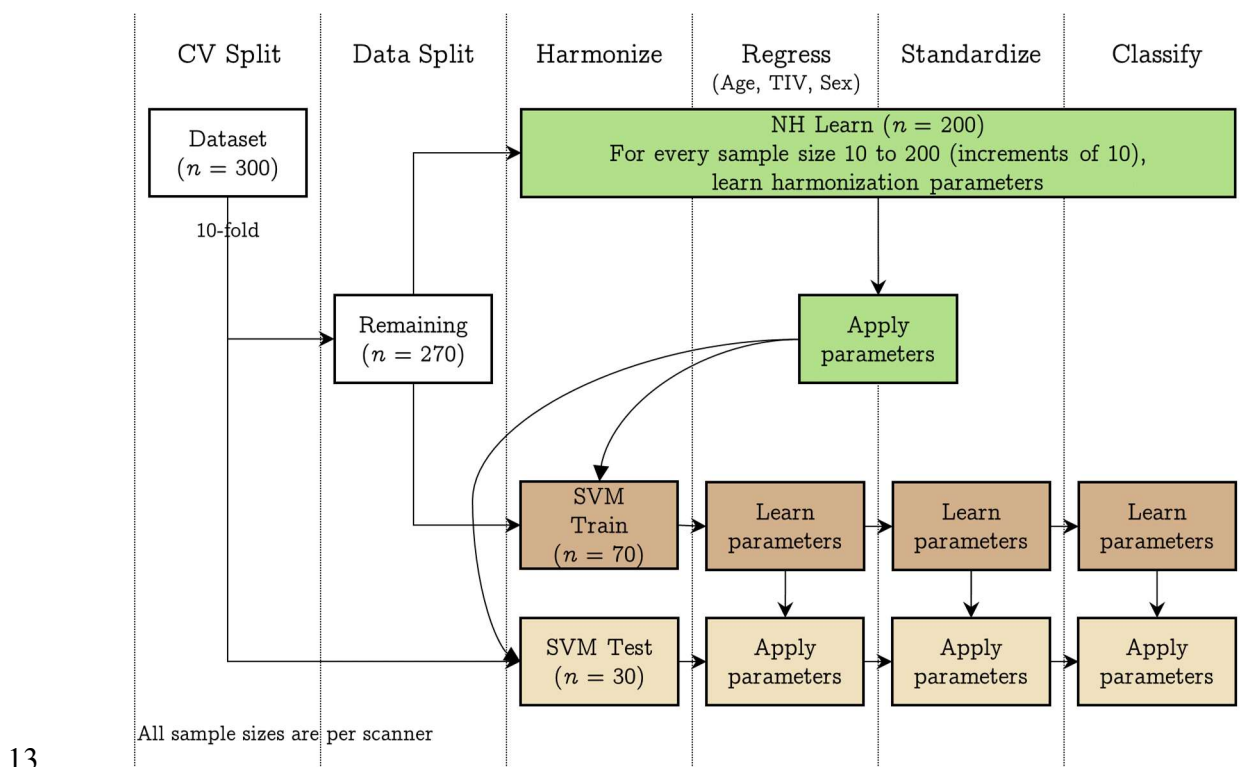 CV Split
Data Split
Harmonize
Regress
(Age, TIV, Sex)
Standardize
Classify
Dataset
(n = 300)
10-fold
NH Learn (n = 200)
For every sample size 10 to 200 (increments of 10),
learn harmonization parameters
Remaining
(n = 270)
Apply
parameters
SVM
Train
(n = 70)
Learn
parameters
Learn
parameters
Learn
parameters
SVM Test
(n = 30)
Apply
parameters
Apply
parameters
Apply
parameters
All sample sizes are per scanner
13